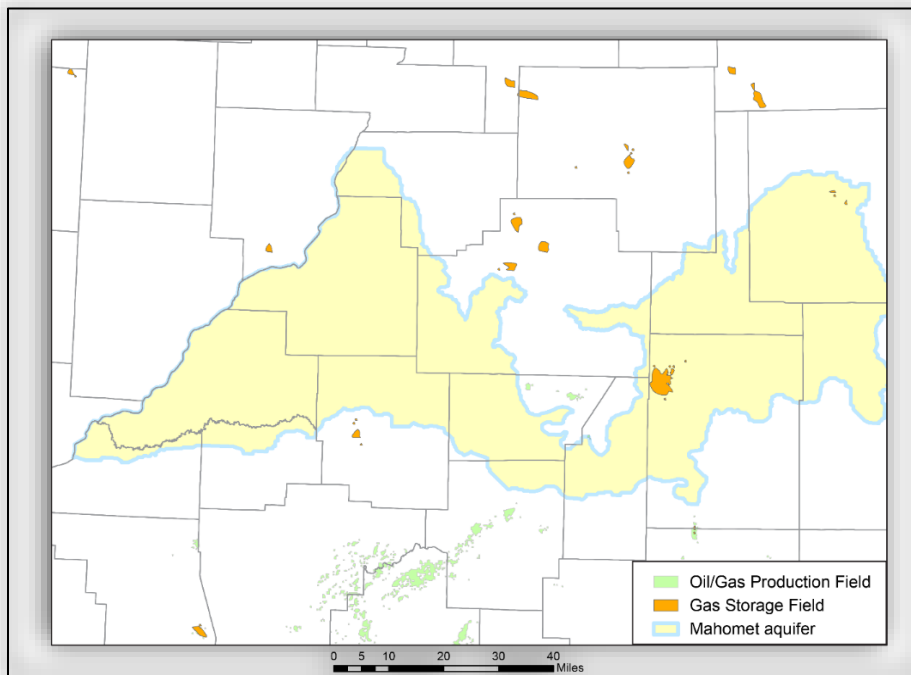 Oil/Gas Production Field
Gas Storage Field
Mahomet aquifer
0 5 10 20 30 40
Miles